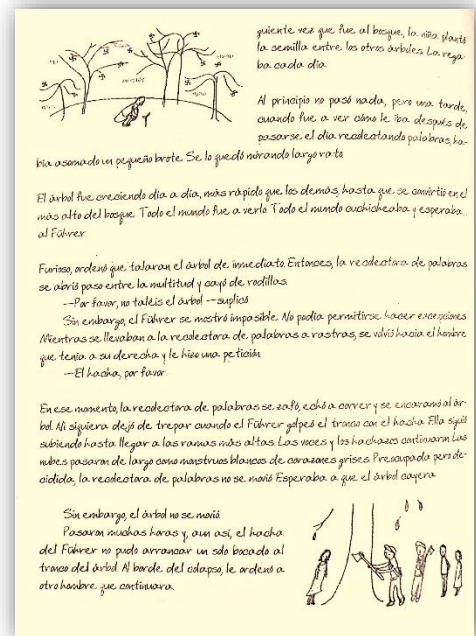 guiente vez que fue al bosque, la niña plantó
la semilla entre los otros árboles. La rega-
ba cada día.
Al principio no pasó nada, pero una tarde,
cuando fue a ver cómo le iba después de
pasarse el día recolectando palabras, ha-
bía asomado un pequeño brote. Se lo quedó mirando largo rato.
El árbol fue creciendo día a día, más rápido que los demás, hasta que se convirtió en el
más alto del bosque. Todo el mundo fue a verlo. Todo el mundo cuchicheaba y esperaba...
al Führer.
Furioso, ordenó que talaran el árbol de inmediato. Entonces, la recolectora de palabras
se abrió paso entre la multitud y cayó de rodillas.
--Por favor, no taléis el árbol --suplicó.
Sin embargo, el Führer se mostró impasible. No podía permitirse hacer excepciones.
Mientras se llevaban a la recolectora de palabras a rastras, se volvió hacia el hombre
que tenía a su derecha y le hizo una petición.
--El hacha, por favor.
En ese momento, la recolectora de palabras se zafó, echó a correr y se encaramó al ár-
bol. Ni siquiera dejó de trepar cuando el Führer golpeó el tronco con el hacha. Ella siguió
subiendo hasta llegar a las ramas más altas. Las voces y los hachazos continuaron. Las
nubes pasaron de largo como monstruos blancos de corazones grises. Preocupada pero de-
cidida, la recolectora de palabras no se movió. Esperaba a que el árbol cayera.
Sin embargo, el árbol no se movió.
Pasaron muchas horas y, aun así, el hacha
del Führer no pudo arrancar un solo bocado al
tronco del árbol. Al borde del colapso, le ordenó a
otro hombre que continuara.